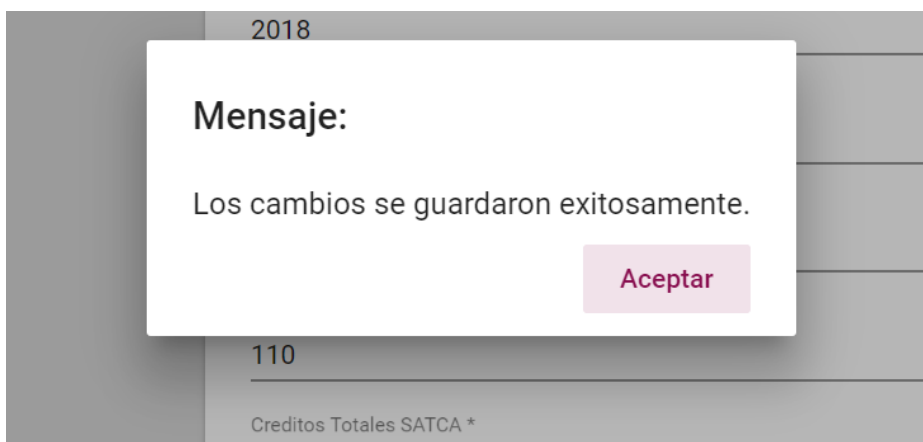 2018
Mensaje:
Los cambios se guardaron exitosamente.
Aceptar
110
Creditos Totales SATCA *